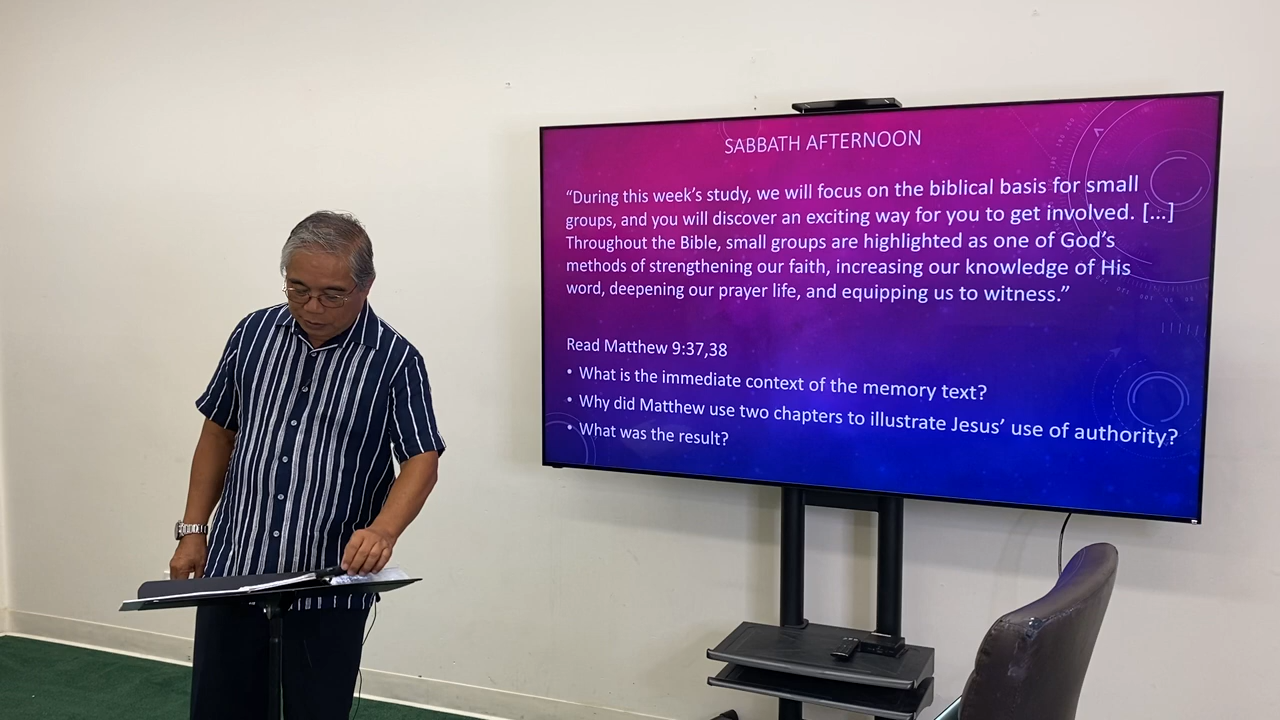 SABBATH AFTERNOON
“During this week’s study, we will focus on the biblical basis for small
groups, and you will discover an exciting way for you to get involved. [...]
Throughout the Bible, small groups are highlighted as one of God’s
methods of strengthening our faith, increasing our knowledge of His
word, deepening our prayer life, and equipping us to witness.”
Read Matthew 9:37,38
• What is the immediate context of the memory text?
• Why did Matthew use two chapters to illustrate Jesus’ use of authority?
• What was the result?